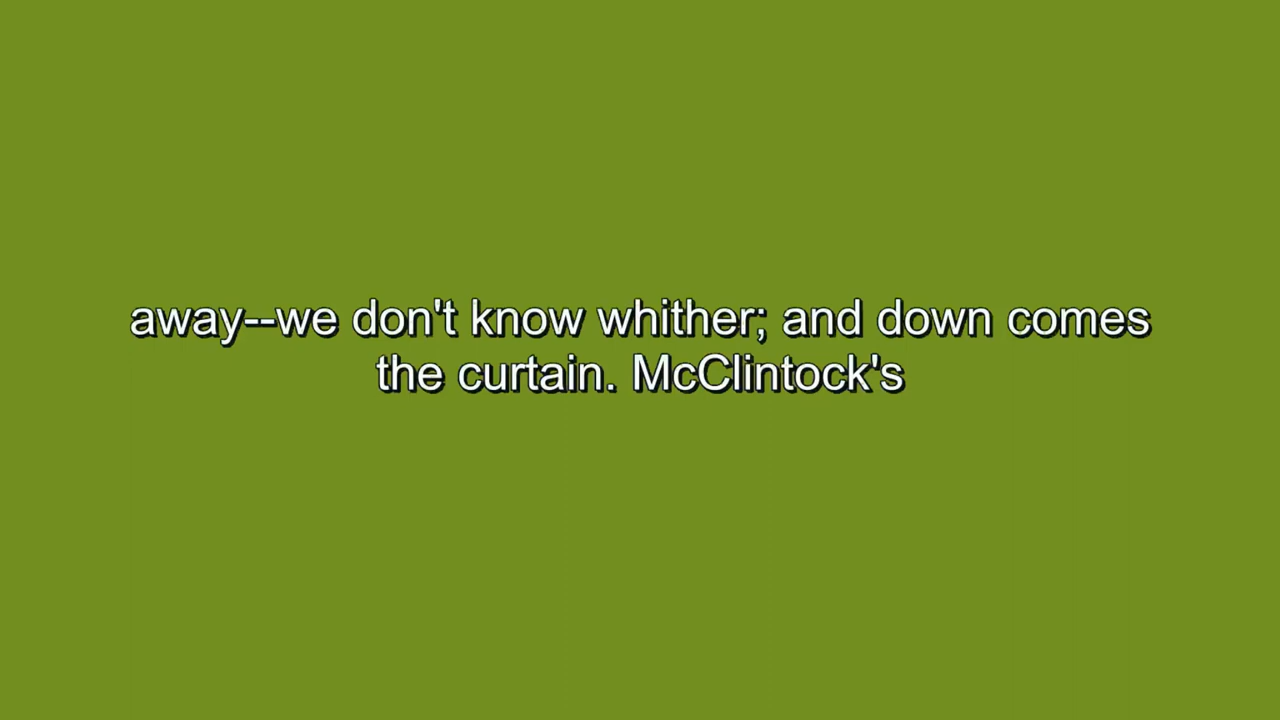 away--we don't know whither; and down comes
the curtain. McClintock's